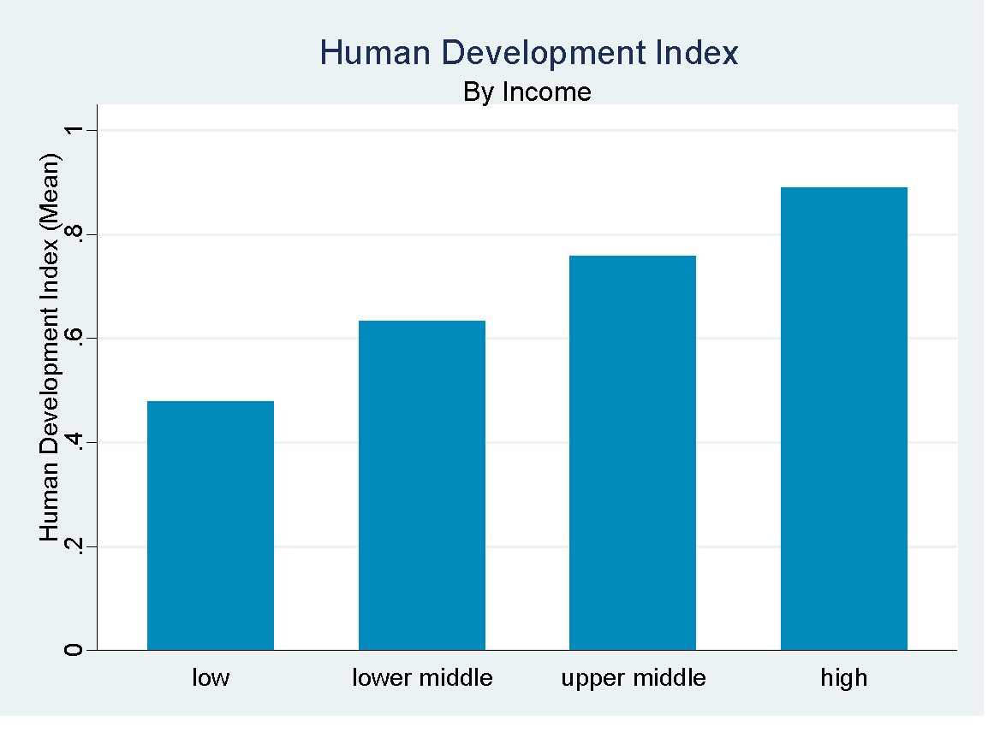 Human Development Index
By Income
Human Development Index (Mean)
1
.8
.6
.4
.2
0
low
lower middle
upper middle
high